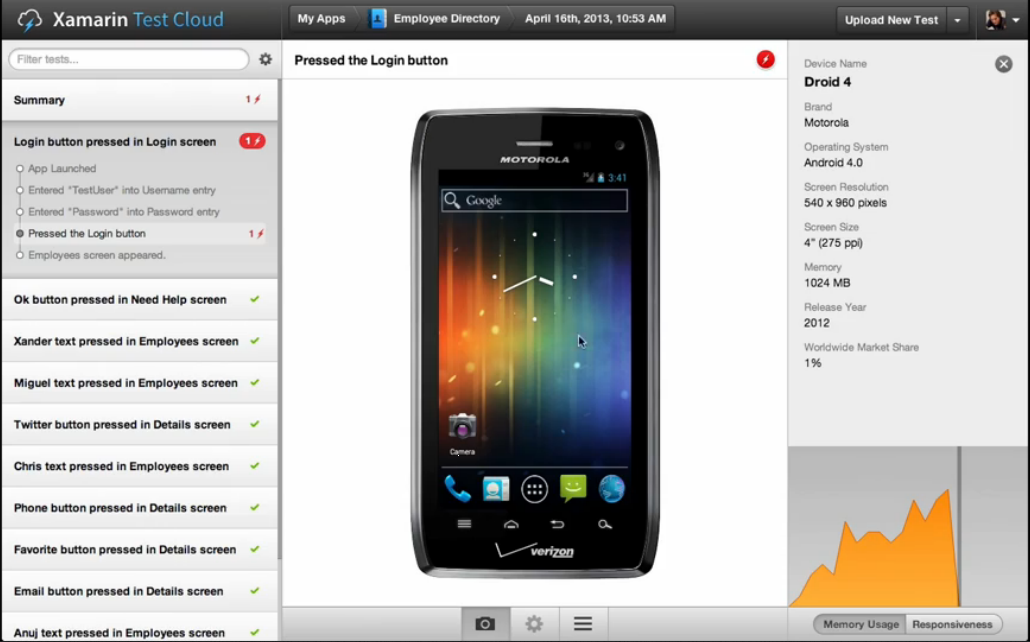 Xamarin Test Cloud
My Apps
Employee Directory
April 16th, 2013, 10:53 AM
Upload New Test
Filter tests...
Summary
1
Login button pressed in Login screen
1
App Launched
Entered "TestUser" into Username entry
Entered "Password" into Password entry
Pressed the Login button
1
Employees screen appeared.
Ok button pressed in Need Help screen
Xander text pressed in Employees screen
Miguel text pressed in Employees screen
Twitter button pressed in Details screen
Chris text pressed in Employees screen
Phone button pressed in Details screen
Favorite button pressed in Details screen
Email button pressed in Details screen
Anuj text pressed in Employees screen
Pressed the Login button
MOTOROLA
3:41
Google
Camera
verizon
Device Name
Droid 4
Brand
Motorola
Operating System
Android 4.0
Screen Resolution
540 x 960 pixels
Screen Size
4" (275 ppi)
Memory
1024 MB
Release Year
2012
Worldwide Market Share
1%
Memory Usage
Responsiveness